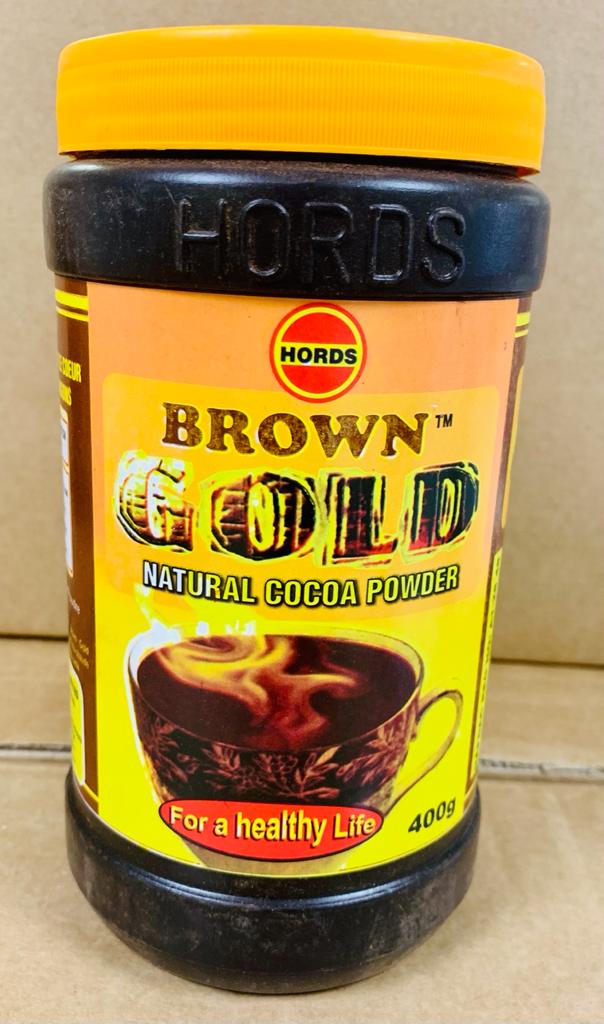 HORDS
HORDS
BROWN™
GOLD
NATURAL COCOA POWDER
For a healthy Life
400g